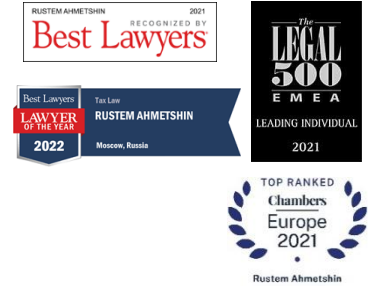 RUSTEM AHMETSHIN 2021
RECOGNIZED BY
Best Lawyers
Best Lawyers
LAWYER
OF THE YEAR
2022
Tax Law
RUSTEM AHMETSHIN
Moscow, Russia
The
LEGAL
500
EMEA
LEADING INDIVIDUAL
2021
TOP RANKED
Chambers
Europe
2021
Rustem Ahmetshin